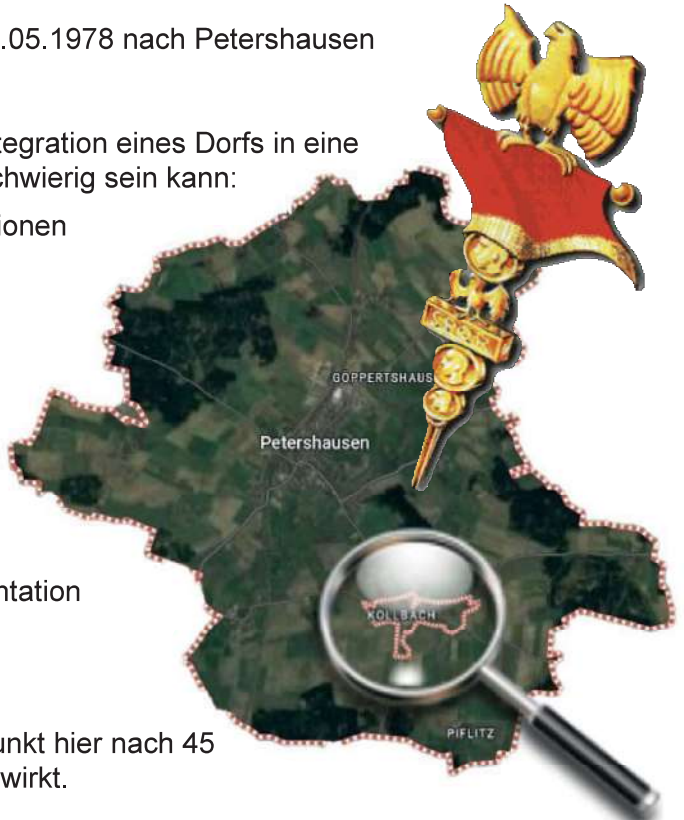 .05.1978 nach Petershausen
tegration eines Dorfs in eine
chwierig sein kann:
ionen
GÖPPERTSHAUS
Petershausen
ntation
KOLLBACH
PIFLITZ
unkt hier nach 45
wirkt.